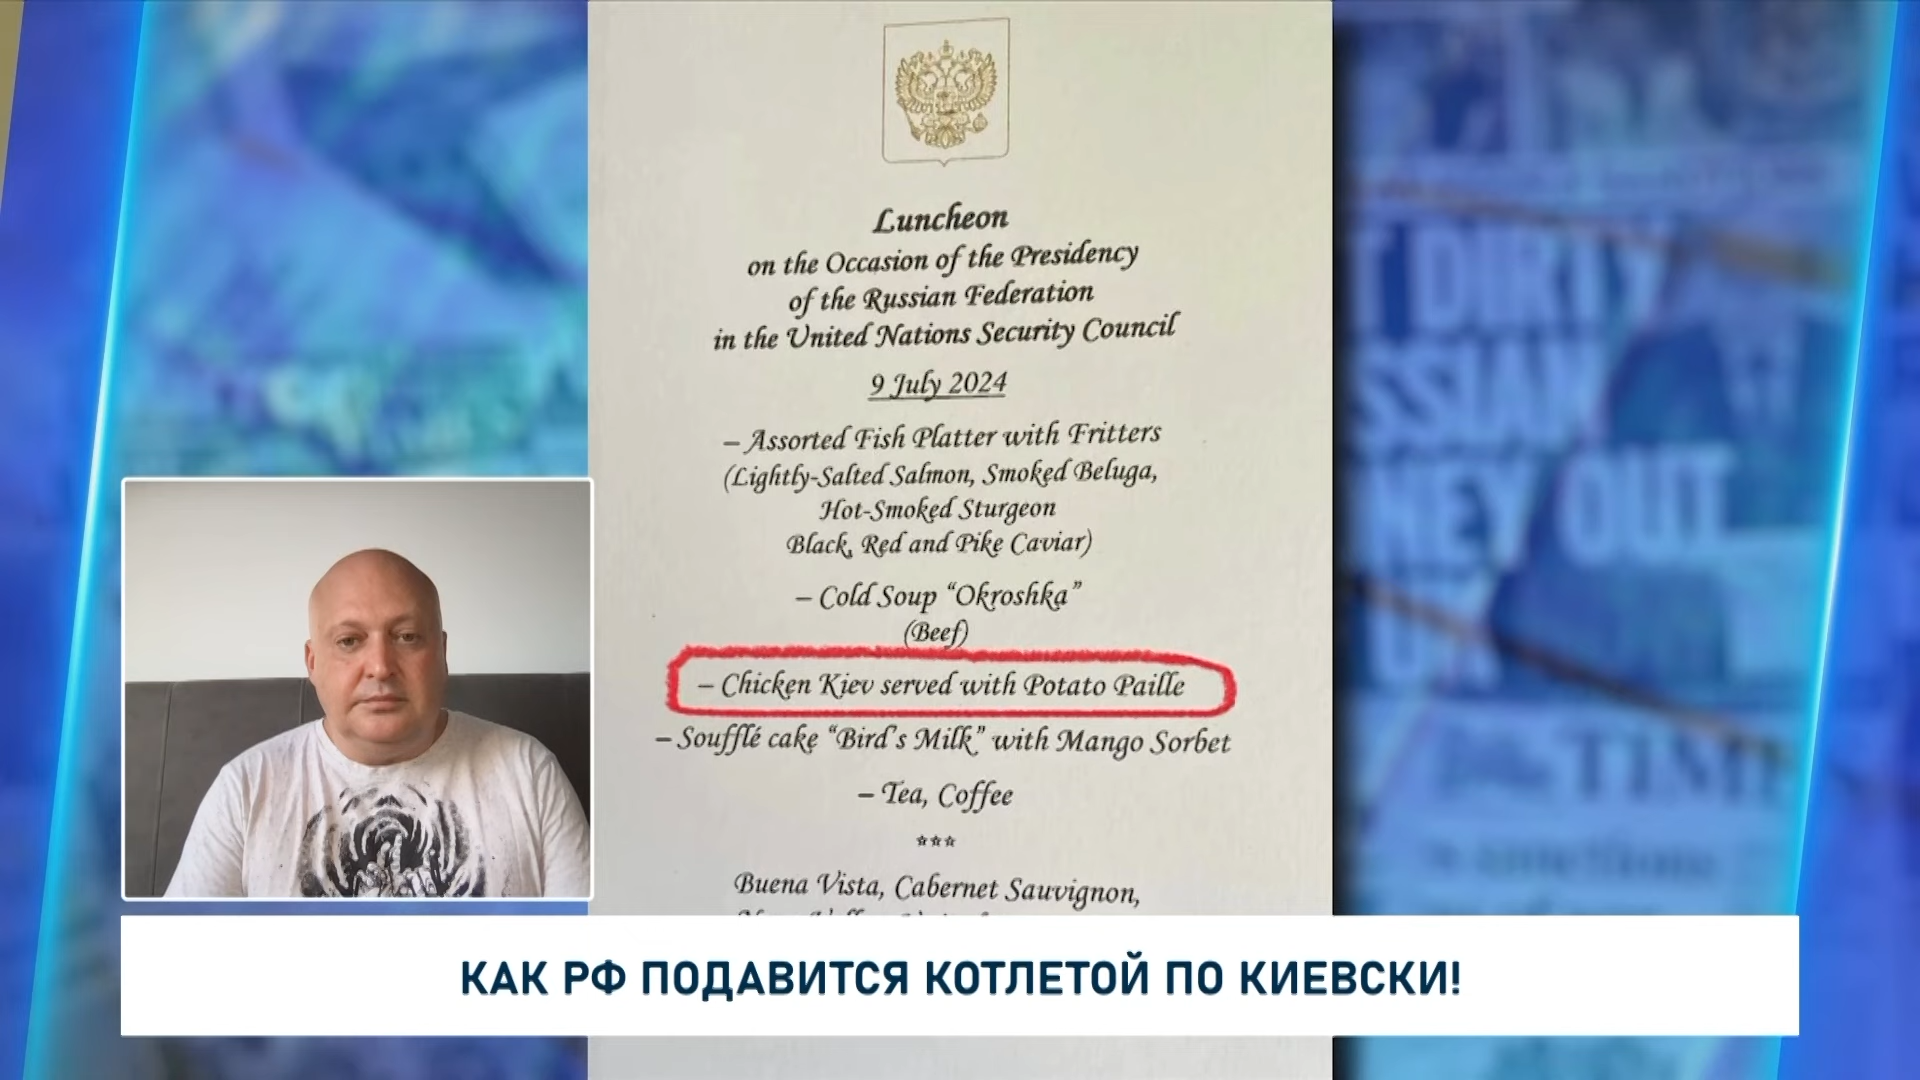 Luncheon
on the Occasion of the Presidency
of the Russian Federation
in the United Nations Security Council
9 July 2024
– Assorted Fish Platter with Fritters
(Lightly-Salted Salmon, Smoked Beluga,
Hot-Smoked Sturgeon
Black, Red and Pike Caviar)
– Cold Soup “Okroshka”
(Beef)
– Chicken Kiev served with Potato Paille
– Soufflé cake “Bird's Milk” with Mango Sorbet
– Tea, Coffee
***
Buena Vista, Cabernet Sauvignon,
DIRTY
OUT
КАК РФ ПОДАВИТСЯ КОТЛЕТОЙ ПО КИЕВСКИ!